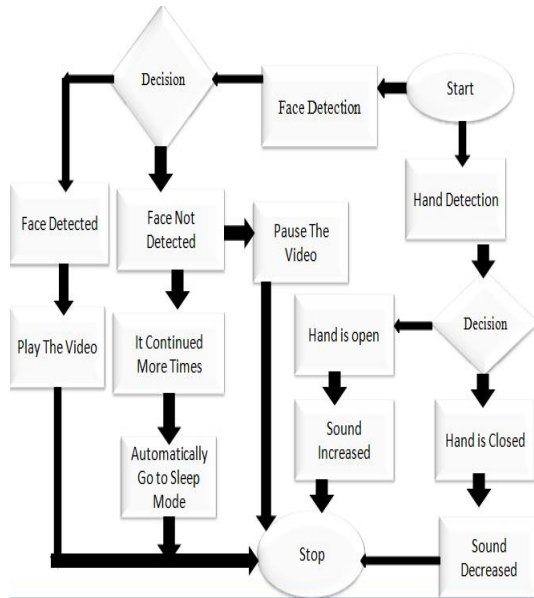 Decision
Face Detection
Start
Hand Detection
Face Detected
Face Not
Detected
Pause The
Video
Play The Video
It Continued
More Times
Hand is open
Decision
Automatically
Go to Sleep
Mode
Sound
Increased
Hand is Closed
Stop
Sound
Decreased